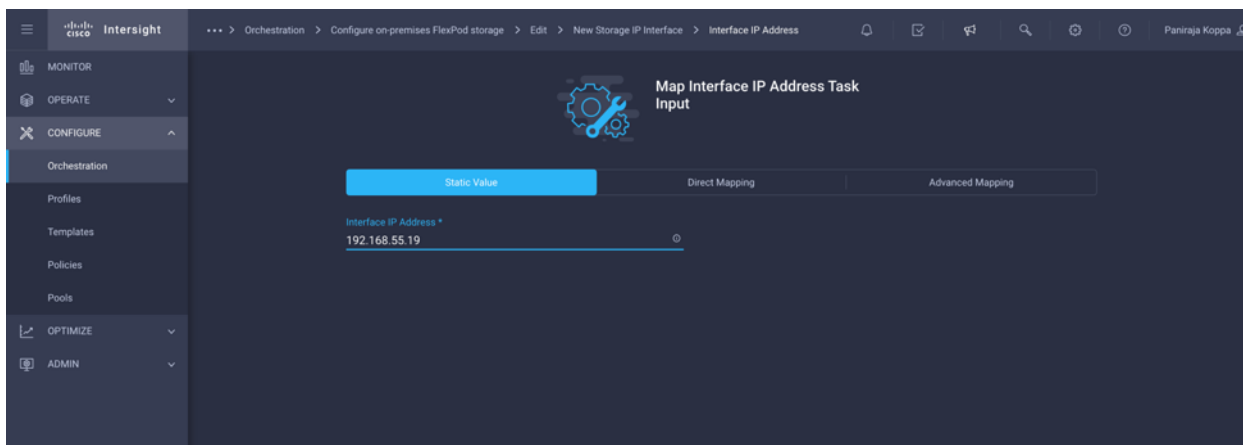 cisco Intersight
••• > Orchestration > Configure on-premises FlexPod storage > Edit > New Storage IP Interface > Interface IP Address
Paniraja Koppa
MONITOR
OPERATE
CONFIGURE
Orchestration
Profiles
Templates
Policies
Pools
OPTIMIZE
ADMIN
Map Interface IP Address Task
Input
Static Value
Direct Mapping
Advanced Mapping
Interface IP Address *
192.168.55.19